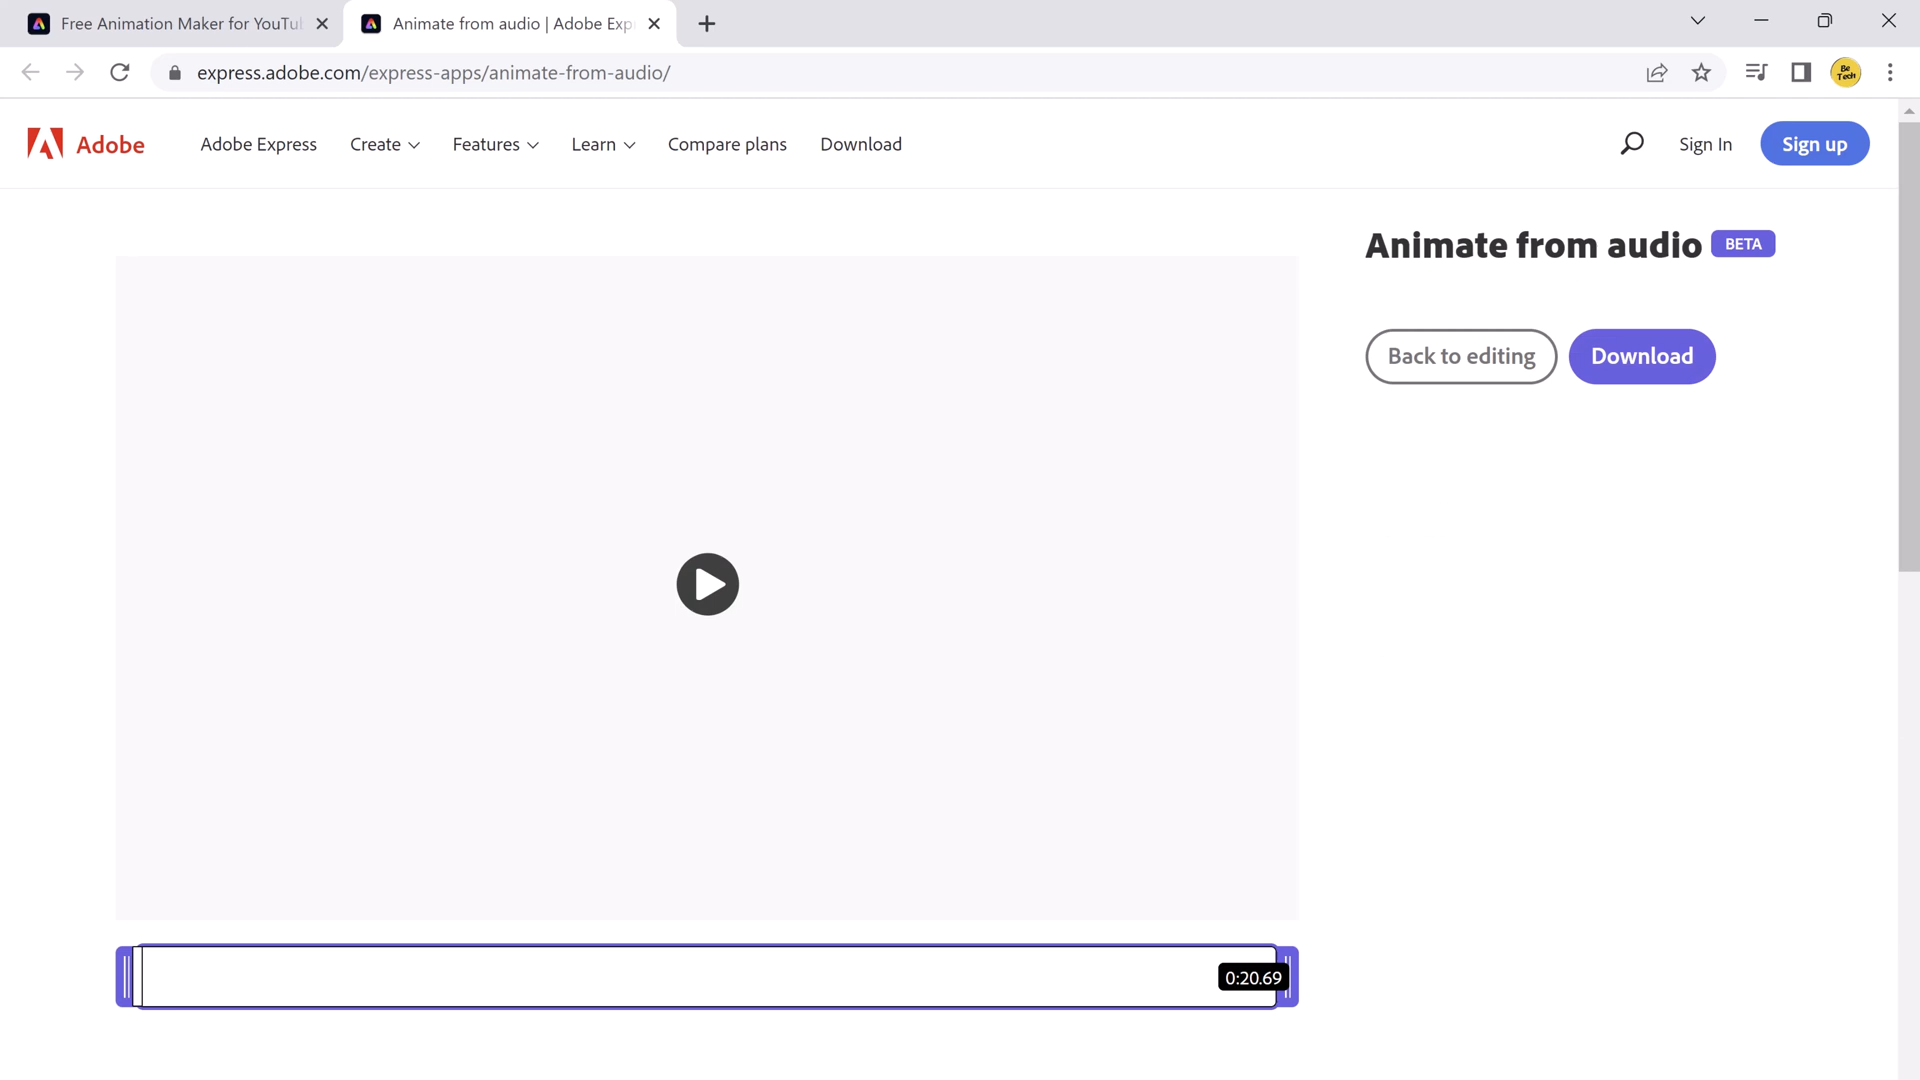 Free Animation Maker for YouTu
Animate from audio | Adobe Exp
express.adobe.com/express-apps/animate-from-audio/
Be
Tech
Adobe
Adobe Express
Create
Features
Learn
Compare plans
Download
Sign In
Sign up
Animate from audio BETA
Back to editing
Download
0:20.69